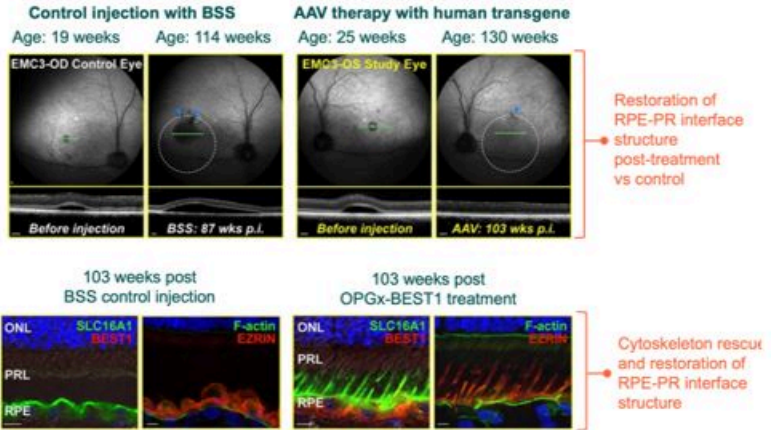 Control injection with BSS
AAV therapy with human transgene
Age: 19 weeks
Age: 114 weeks
Age: 25 weeks
Age: 130 weeks
EMC3-OD Control Eye
EMC3-OS Study Eye
Before injection
BSS: 87 wks p.i.
Before injection
AAV: 103 wks p.i.
Restoration of
RPE-PR interface
structure
post-treatment
vs control
103 weeks post
BSS control injection
103 weeks post
OPGx-BEST1 treatment
ONL
SLC16A1
BEST1
PRL
RPE
F-actin
EZRIN
ONL
SLC16A1
BEST1
PRL
RPE
F-actin
EZRIN
Cytoskeleton rescue
and restoration of
RPE-PR interface
structure